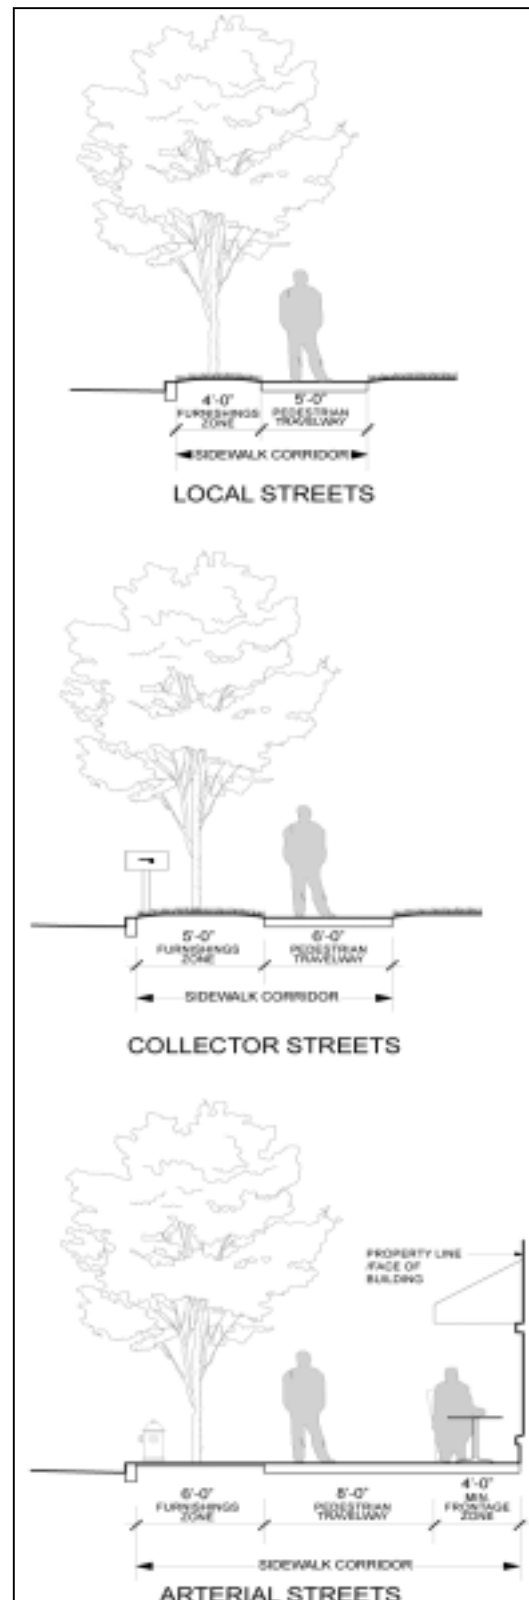 4'-0" 5'-0"
FURNISHINGS PEDESTRIAN
ZONE TRAVELWAY
SIDEWALK CORRIDOR
LOCAL STREETS
5'-0" 6'-0"
FURNISHINGS PEDESTRIAN
ZONE TRAVELWAY
SIDEWALK CORRIDOR
COLLECTOR STREETS
PROPERTY LINE
/FACE OF
BUILDING
6'-0" 8'-0" 4'-0"
FURNISHINGS PEDESTRIAN MIN.
ZONE TRAVELWAY FRONTAGE
ZONE
SIDEWALK CORRIDOR
ARTERIAL STREETS